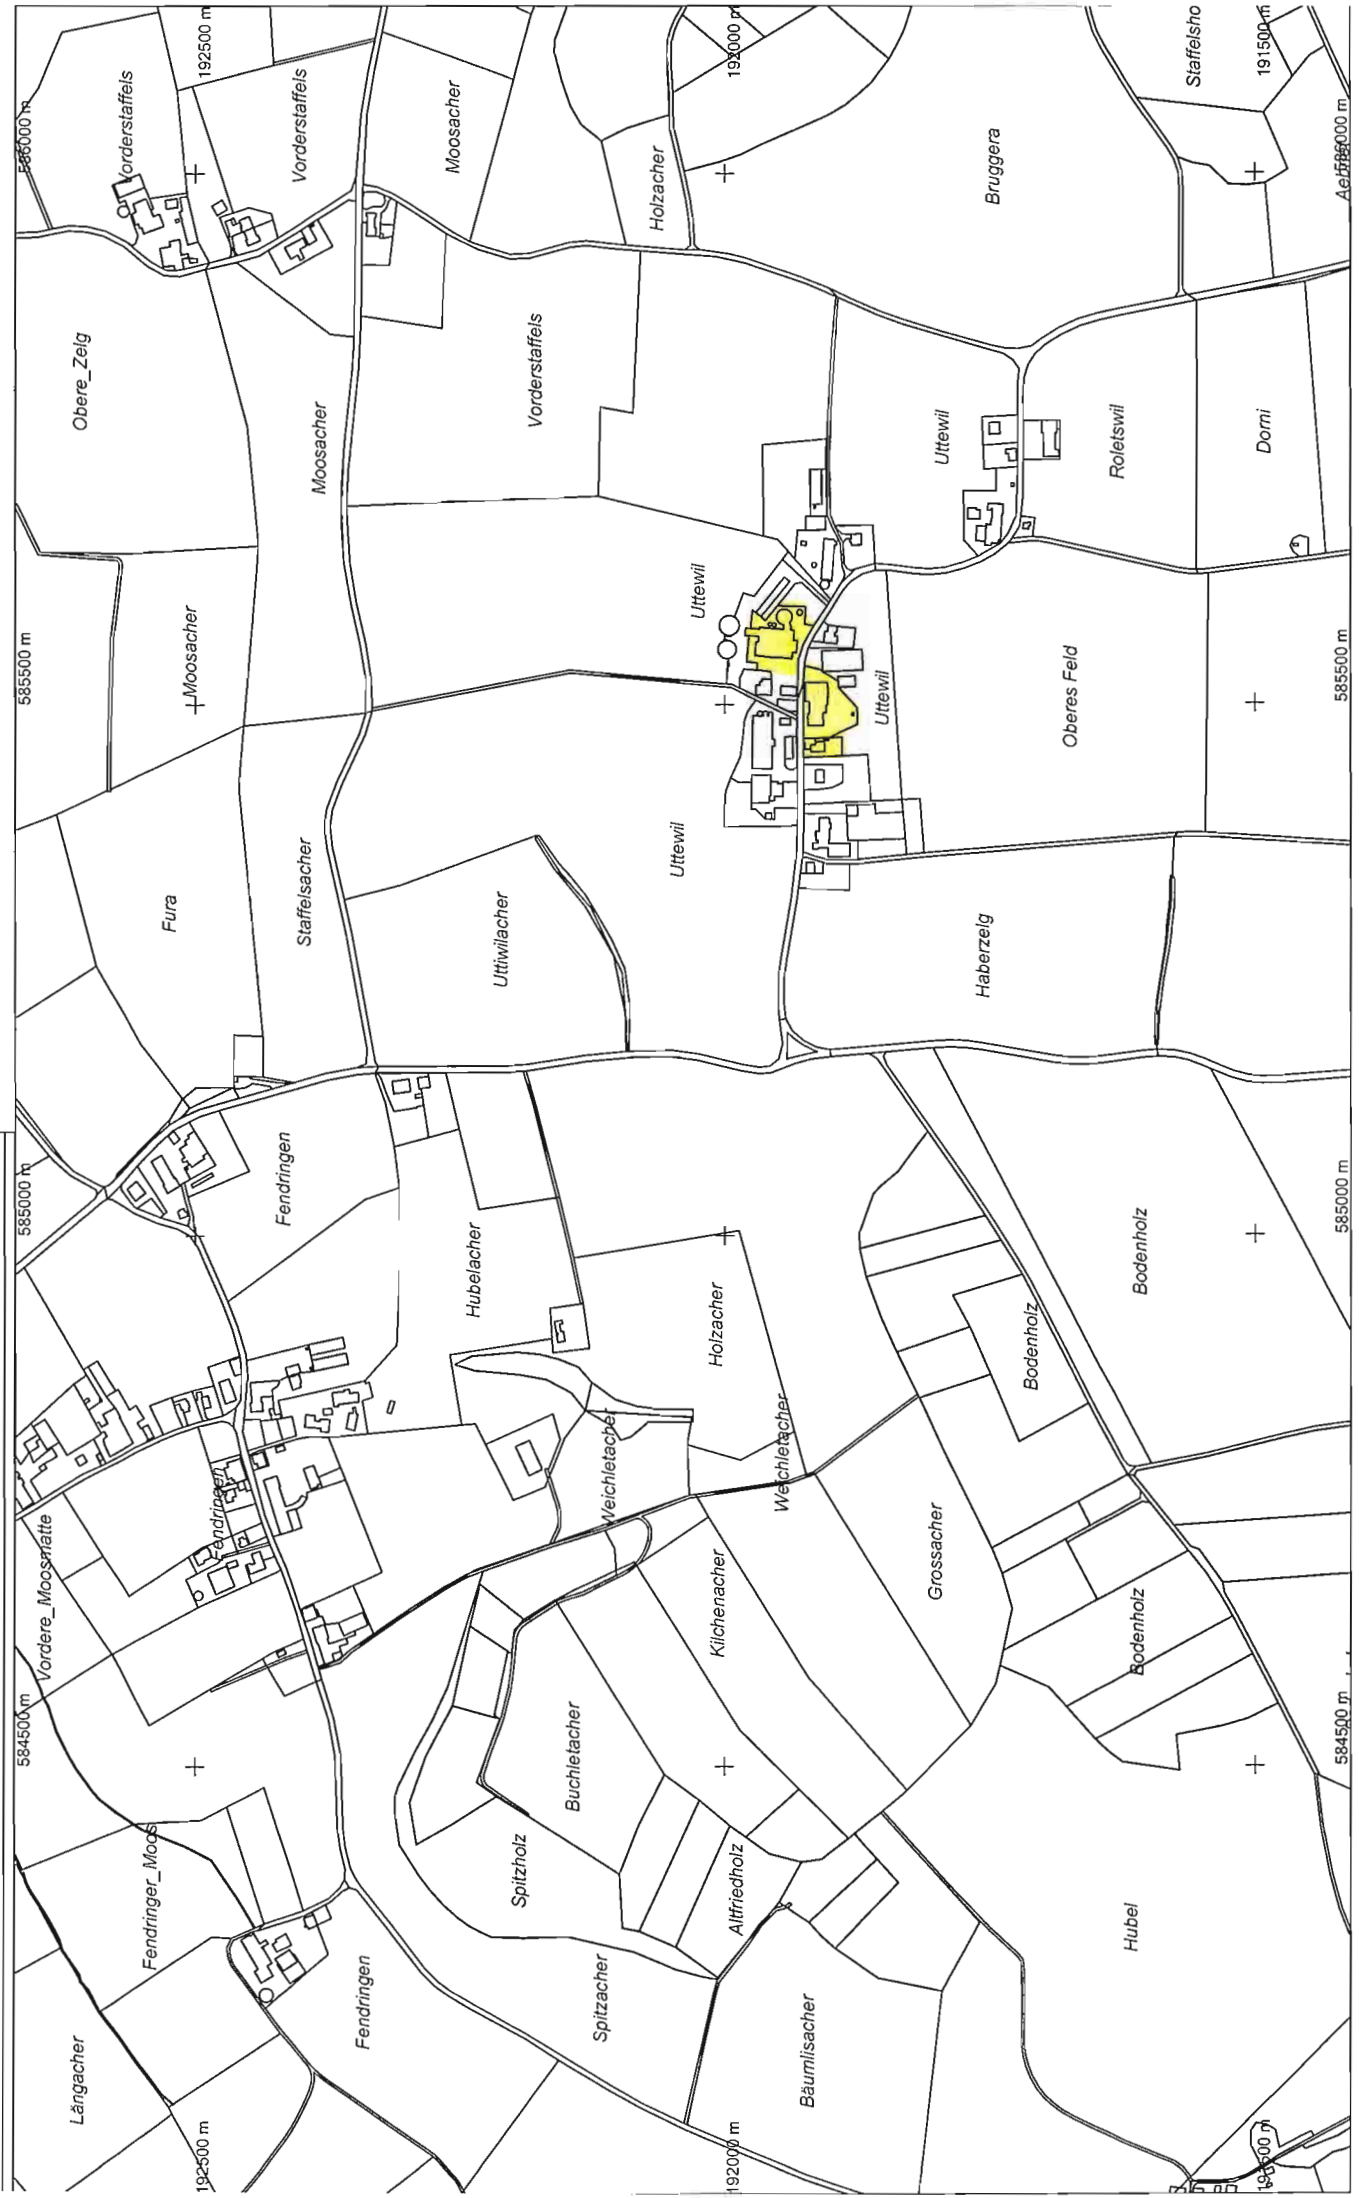 192500 m
192000 m
191500 m
Staffelsho
586000 m
Vorderstaffels
Vorderstaffels
Moosacher
Holzacher
Bruggera
Obere_Zelg
Moosacher
Vorderstaffels
Uttewil
Roletswil
Dorni
Moosacher
Uttewil
585500 m
Uttewil
Oberes Feld
585500 m
Fura
Staffelsacher
Uttiwilacher
Uttewil
Haberzelg
585000 m
Fendringen
Hubelacher
Holzacher
Bodenholz
Bodenholz
585000 m
Weichletacher
Weichletacher
Fendringen
Vordere_Moosmatte
Kilchenacher
Grossacher
Bodenholz
584500 m
Buchletacher
584500 m
Fendringer_Moos
Spitzholz
Altfriedholz
Hubel
Längacher
Fendringen
Spitzacher
Bäumlisacher
192500 m
192000 m